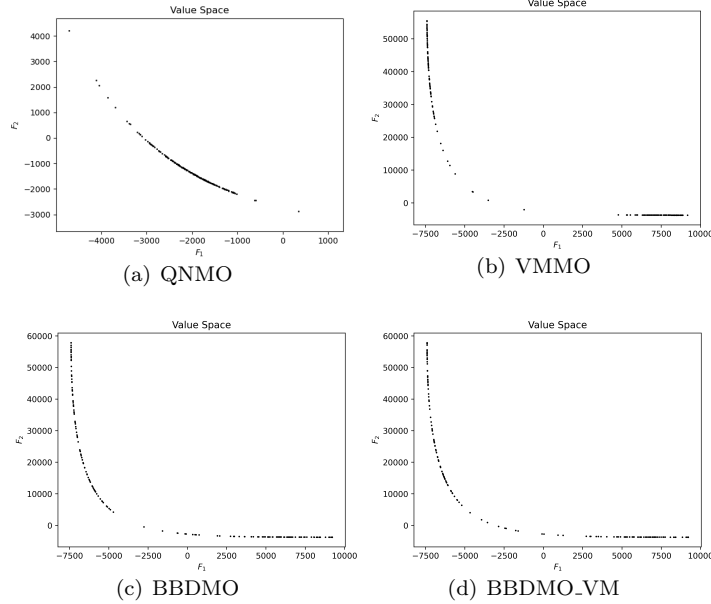 Value Space
4000
3000
2000
1000
0
−1000
−2000
−3000
F₂
−4000 −3000 −2000 −1000 0 1000
F₁
(a) QNMO
Value Space
50000
40000
30000
20000
10000
0
F₂
−7500 −5000 −2500 0 2500 5000 7500 10000
F₁
(b) VMMO
Value Space
60000
50000
40000
30000
20000
10000
0
F₂
−7500 −5000 −2500 0 2500 5000 7500 10000
F₁
(c) BBDMO
Value Space
60000
50000
40000
30000
20000
10000
0
F₂
−7500 −5000 −2500 0 2500 5000 7500 10000
F₁
(d) BBDMO_VM